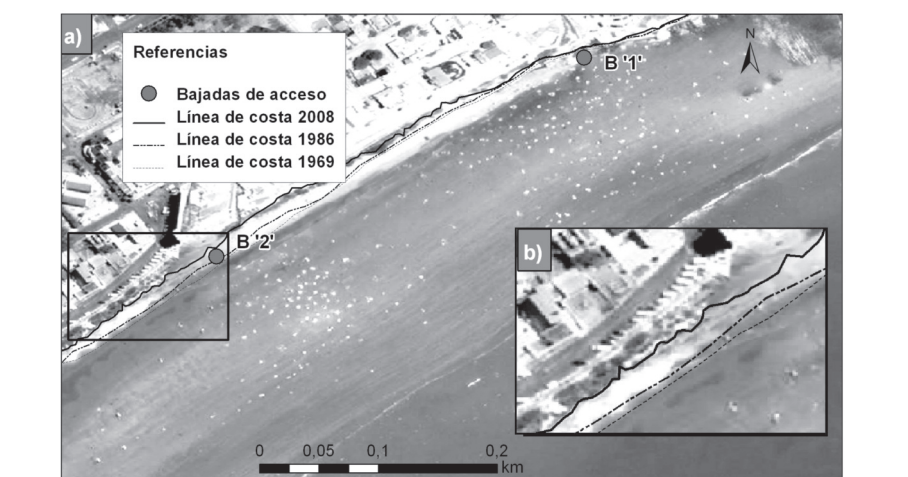 a)
Referencias
Bajadas de acceso
Línea de costa 2008
Línea de costa 1986
Línea de costa 1969
B '1'
N
B '2'
b)
0 0,05 0,1 0,2
km